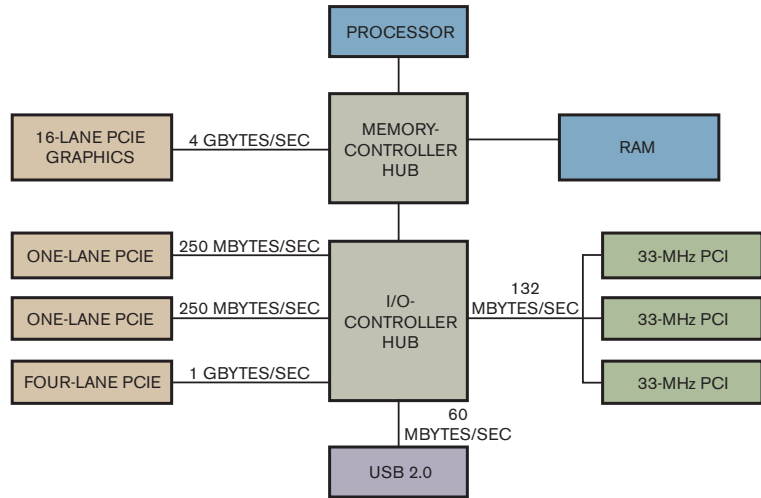 PROCESSOR
16-LANE PCIE
GRAPHICS
4 GBYTES/SEC
MEMORY-
CONTROLLER
HUB
RAM
ONE-LANE PCIE
250 MBYTES/SEC
ONE-LANE PCIE
250 MBYTES/SEC
FOUR-LANE PCIE
1 GBYTES/SEC
I/O-
CONTROLLER
HUB
132
MBYTES/SEC
33-MHz PCI
33-MHz PCI
33-MHz PCI
60
MBYTES/SEC
USB 2.0